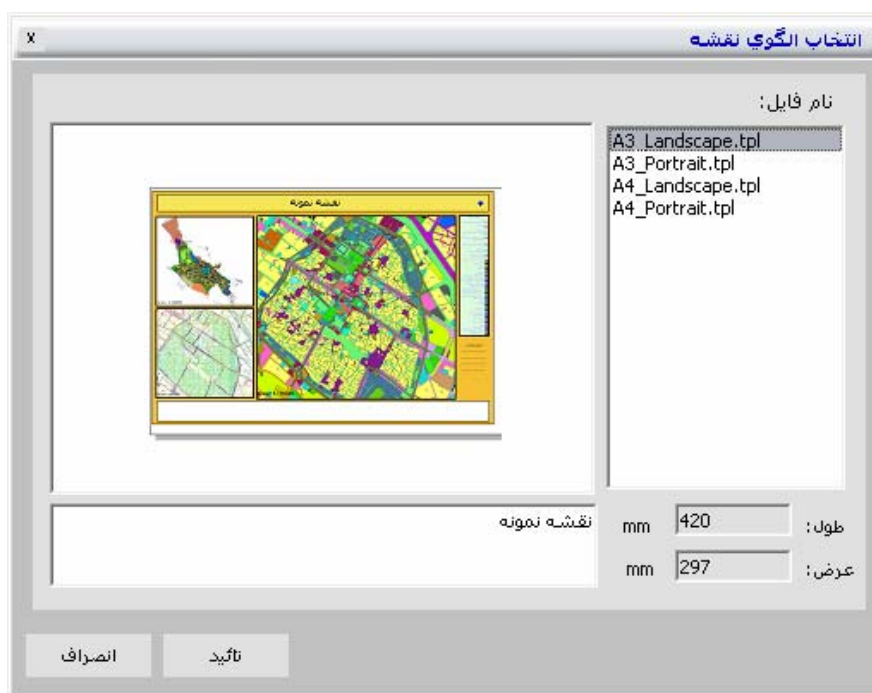 انتخاب الگوي نقشه
x
نام فایل:
A3_Landscape.tpl
A3_Portrait.tpl
A4_Landscape.tpl
A4_Portrait.tpl
نقشه نمونه
نقشه نمونه
طول: 420 mm
عرض: 297 mm
تائید
انصراف